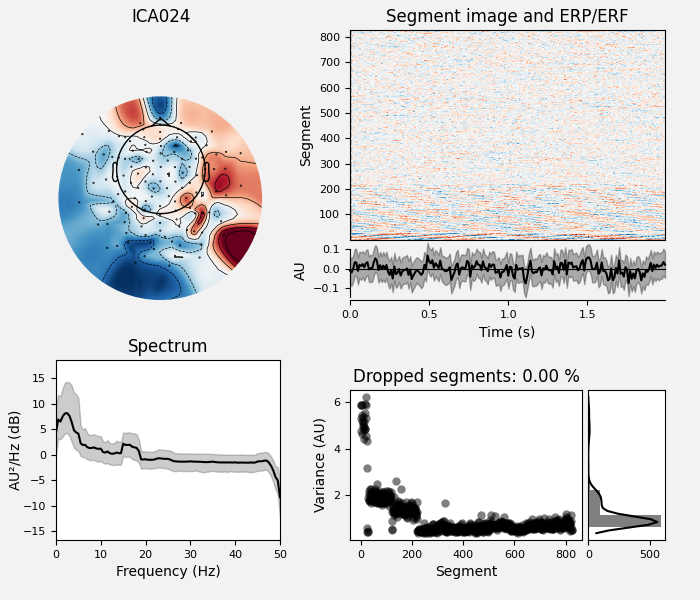 ICA024
Segment image and ERP/ERF
800
700
600
500
400
300
200
100
Segment
0.1
0.0
−0.1
AU
0.0 0.5 1.0 1.5
Time (s)
Spectrum
15
10
5
0
−5
−10
−15
AU²/Hz (dB)
0 10 20 30 40 50
Frequency (Hz)
Dropped segments: 0.00 %
6
4
2
Variance (AU)
0 200 400 600 800
Segment
0 500